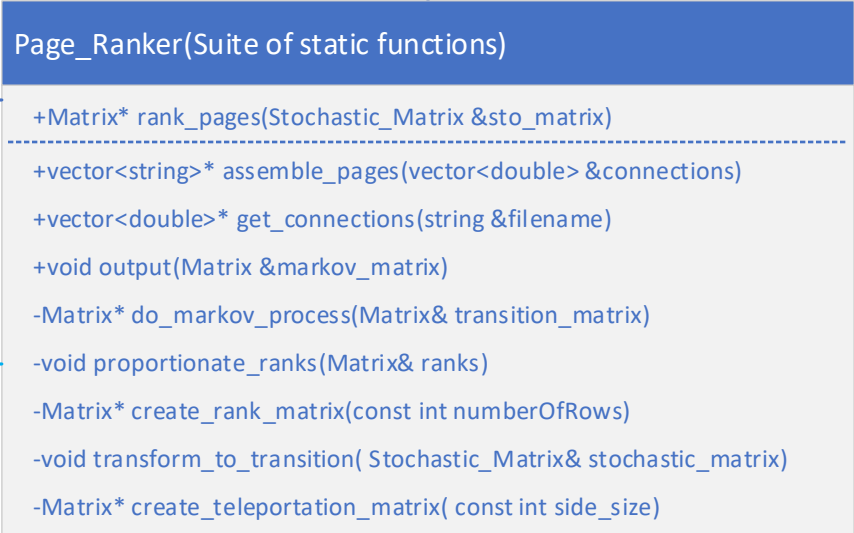 Page_Ranker(Suite of static functions)
+Matrix* rank_pages(Stochastic_Matrix &sto_matrix)
+vector<string>* assemble_pages(vector<double> &connections)
+vector<double>* get_connections(string &filename)
+void output(Matrix &markov_matrix)
-Matrix* do_markov_process(Matrix& transition_matrix)
-void proportionate_ranks(Matrix& ranks)
-Matrix* create_rank_matrix(const int numberOfRows)
-void transform_to_transition( Stochastic_Matrix& stochastic_matrix)
-Matrix* create_teleportation_matrix( const int side_size)